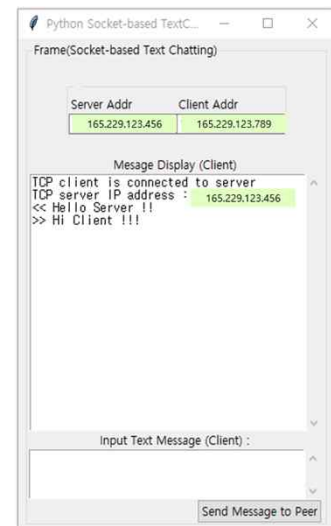 Python Socket-based TextC...
Frame(Socket-based Text Chatting)
Server Addr Client Addr
165.229.123.456 165.229.123.789
Mesage Display (Client)
TCP client is connected to server
TCP server IP address : 165.229.123.456
<< Hello Server !!
>> Hi Client !!!
Input Text Message (Client) :
Send Message to Peer